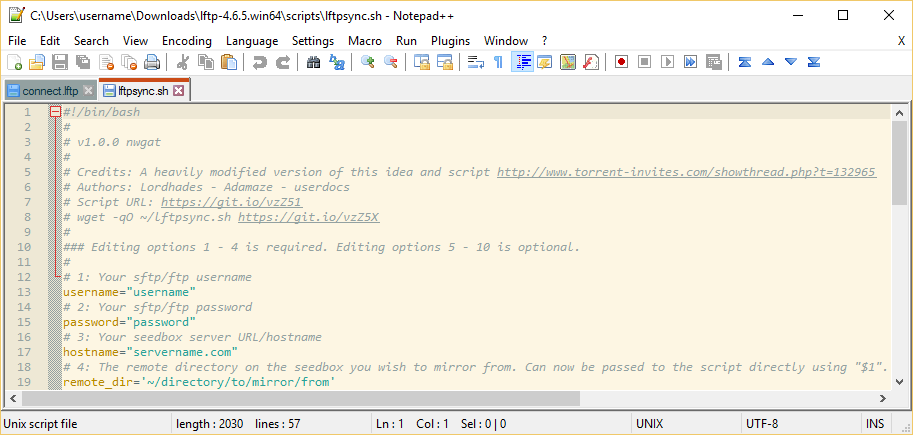 C:\Users\username\Downloads\lftp-4.6.5.win64\scripts\lftpsync.sh - Notepad++
File Edit Search View Encoding Language Settings Macro Run Plugins Window ? X
connect.lftp lftpsync.sh
1 #!/bin/bash
2 #
3 # v1.0.0 nwgat
4 #
5 # Credits: A heavily modified version of this idea and script http://www.torrent-invites.com/showthread.php?t=132965
6 # Authors: Lordhades - Adamaze - userdocs
7 # Script URL: https://git.io/vzZ51
8 # wget -qO ~/lftpsync.sh https://git.io/vzZ5X
9 #
10 ### Editing options 1 - 4 is required. Editing options 5 - 10 is optional.
11 #
12 # 1: Your sftp/ftp username
13 username="username"
14 # 2: Your sftp/ftp password
15 password="password"
16 # 3: Your seedbox server URL/hostname
17 hostname="servername.com"
18 # 4: The remote directory on the seedbox you wish to mirror from. Can now be passed to the script directly using "$1".
19 remote_dir='~/directory/to/mirror/from'
Unix script file length : 2030 lines : 57 Ln : 1 Col : 1 Sel : 0 | 0 UNIX UTF-8 INS